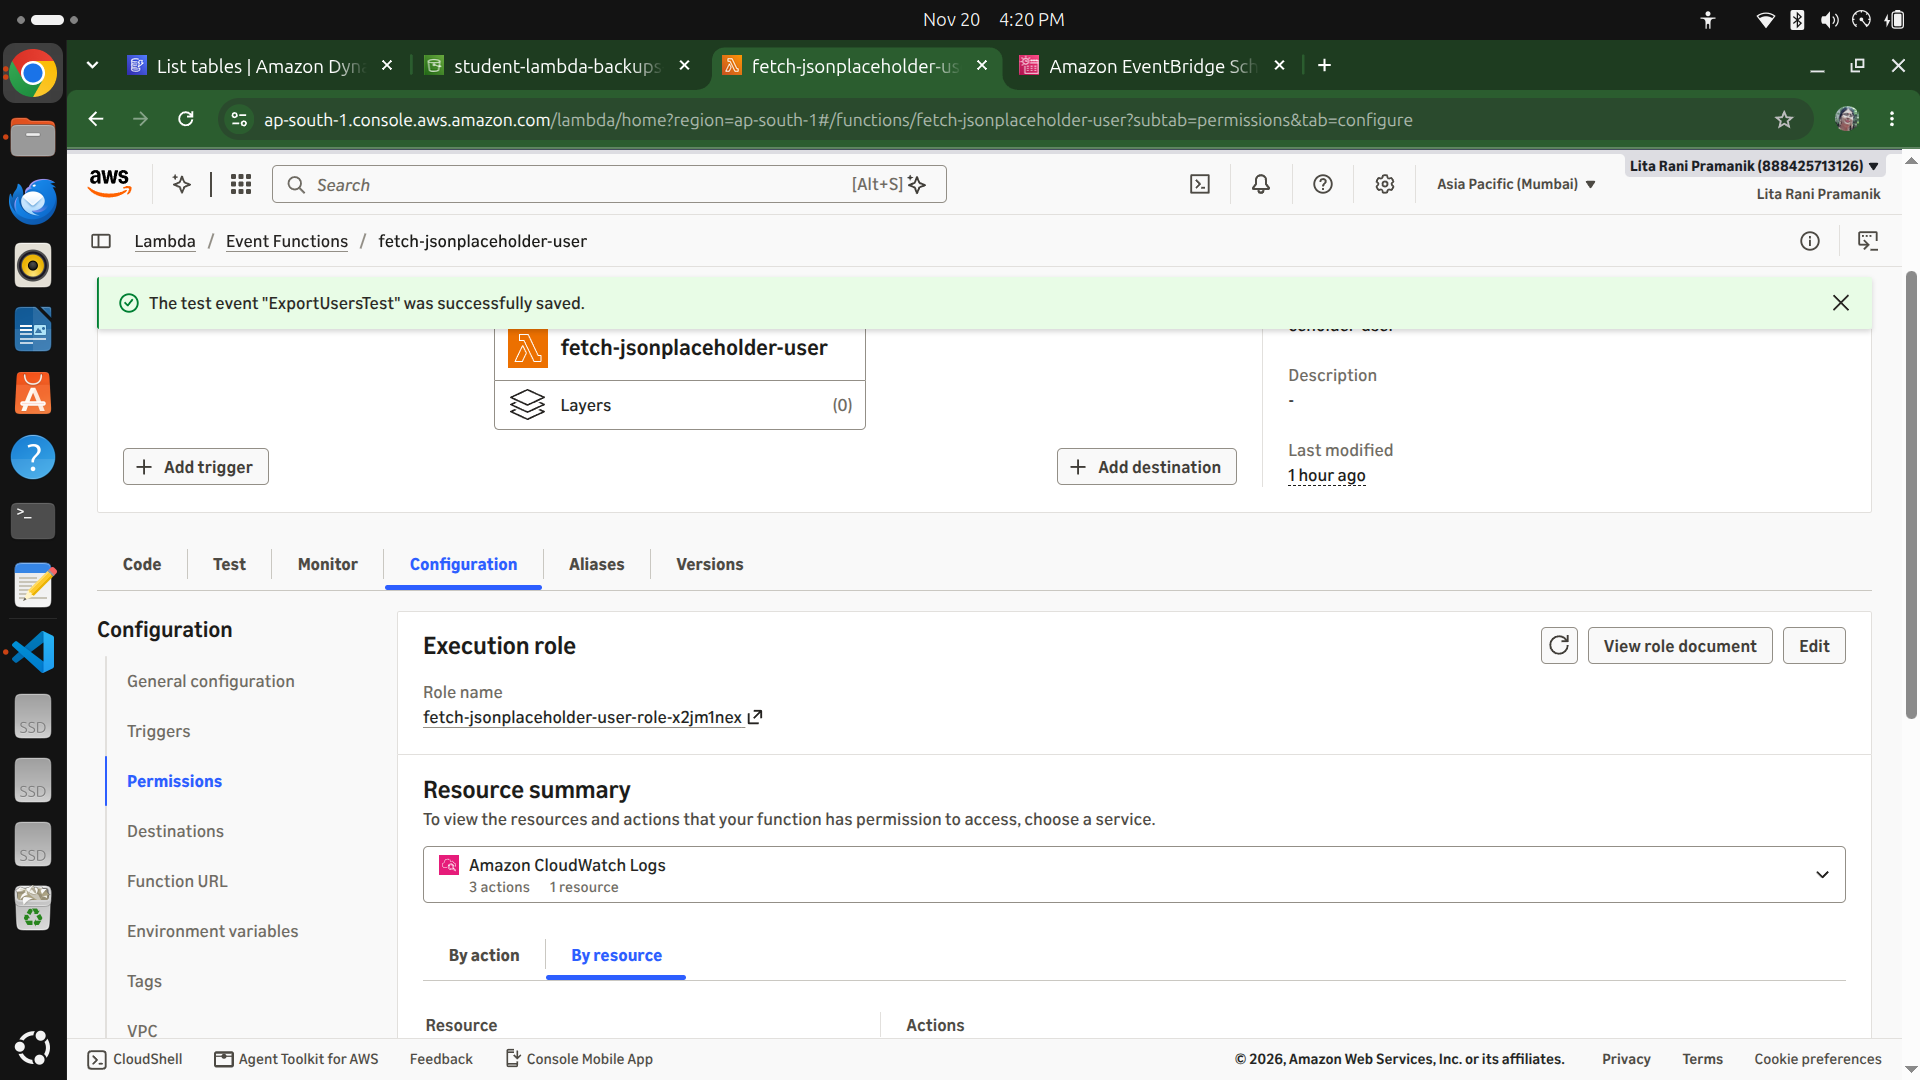 Nov 20 4:20 PM
List tables | Amazon Dyna
student-lambda-backups
fetch-jsonplaceholder-us
Amazon EventBridge Sch
ap-south-1.console.aws.amazon.com/lambda/home?region=ap-south-1#/functions/fetch-jsonplaceholder-user?subtab=permissions&tab=configure
aws
Search
[Alt+S]
Asia Pacific (Mumbai)
Lita Rani Pramanik (888425713126)
Lita Rani Pramanik
Lambda / Event Functions / fetch-jsonplaceholder-user
The test event "ExportUsersTest" was successfully saved.
fetch-jsonplaceholder-user
Layers (0)
Description
-
Last modified
1 hour ago
Add trigger
Add destination
Code
Test
Monitor
Configuration
Aliases
Versions
Configuration
General configuration
Triggers
Permissions
Destinations
Function URL
Environment variables
Tags
VPC
Execution role
View role document
Edit
Role name
fetch-jsonplaceholder-user-role-x2jm1nex
Resource summary
To view the resources and actions that your function has permission to access, choose a service.
Amazon CloudWatch Logs
3 actions 1 resource
By action
By resource
Resource
Actions
SSD
SSD
SSD
CloudShell
Agent Toolkit for AWS
Feedback
Console Mobile App
© 2026, Amazon Web Services, Inc. or its affiliates.
Privacy
Terms
Cookie preferences